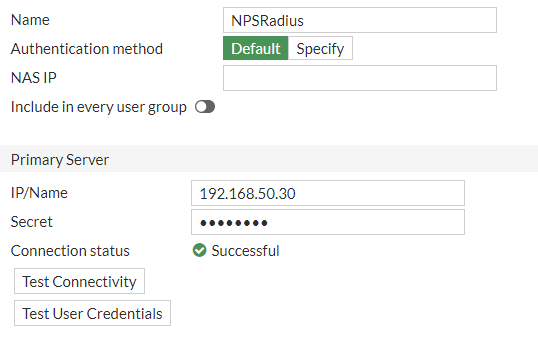 Name NPSRadius
Authentication method Default Specify
NAS IP
Include in every user group
Primary Server
IP/Name 192.168.50.30
Secret ••••••••
Connection status Successful
Test Connectivity
Test User Credentials